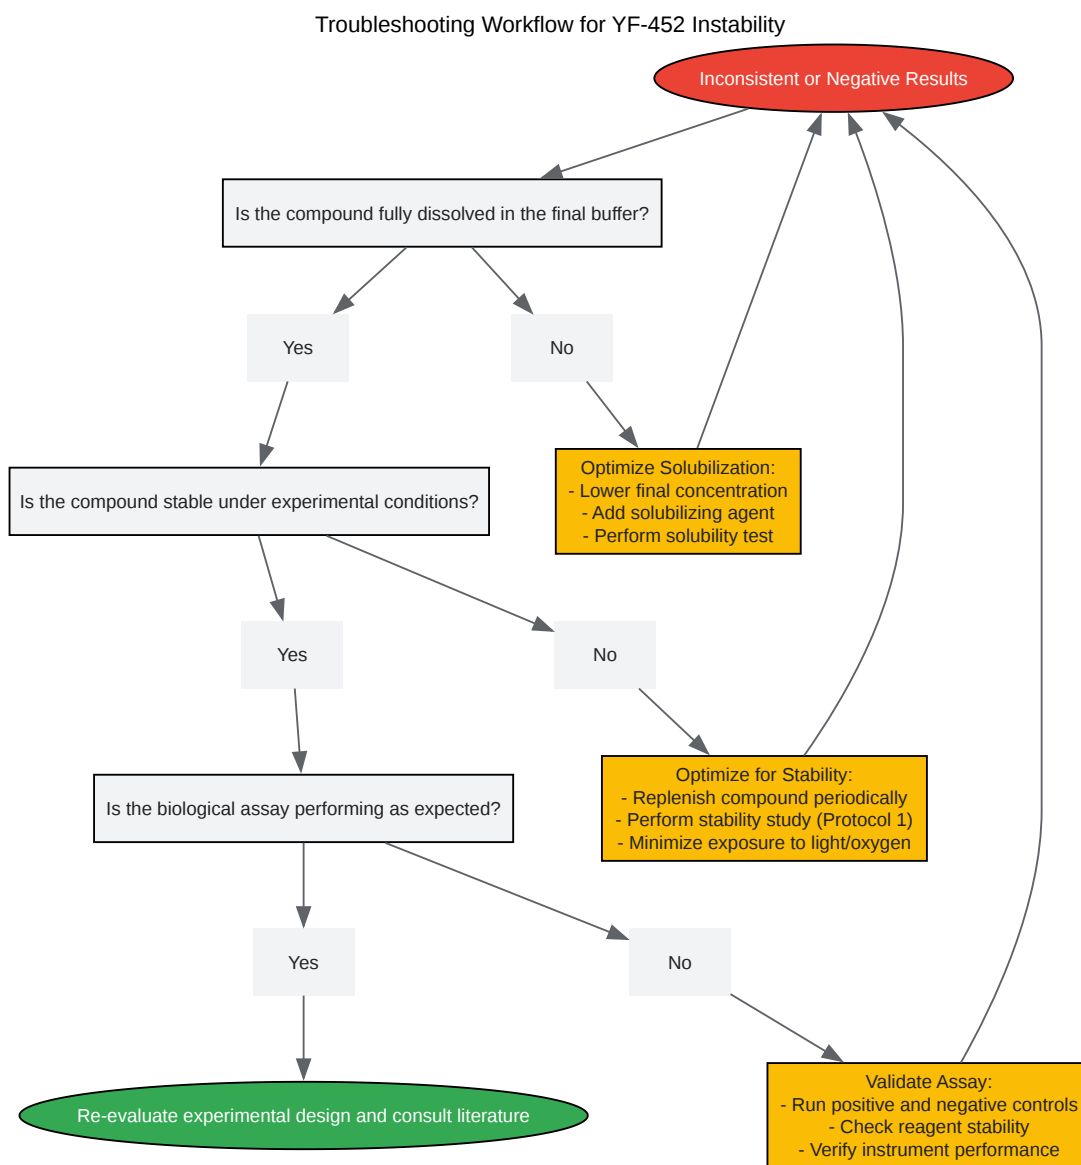 Troubleshooting Workflow for YF-452 Instability
Inconsistent or Negative Results
Is the compound fully dissolved in the final buffer?
Yes
No
Optimize Solubilization:
- Lower final concentration
- Add solubilizing agent
- Perform solubility test
Is the compound stable under experimental conditions?
Yes
No
Optimize for Stability:
- Replenish compound periodically
- Perform stability study (Protocol 1)
- Minimize exposure to light/oxygen
Is the biological assay performing as expected?
Yes
No
Validate Assay:
- Run positive and negative controls
- Check reagent stability
- Verify instrument performance
Re-evaluate experimental design and consult literature